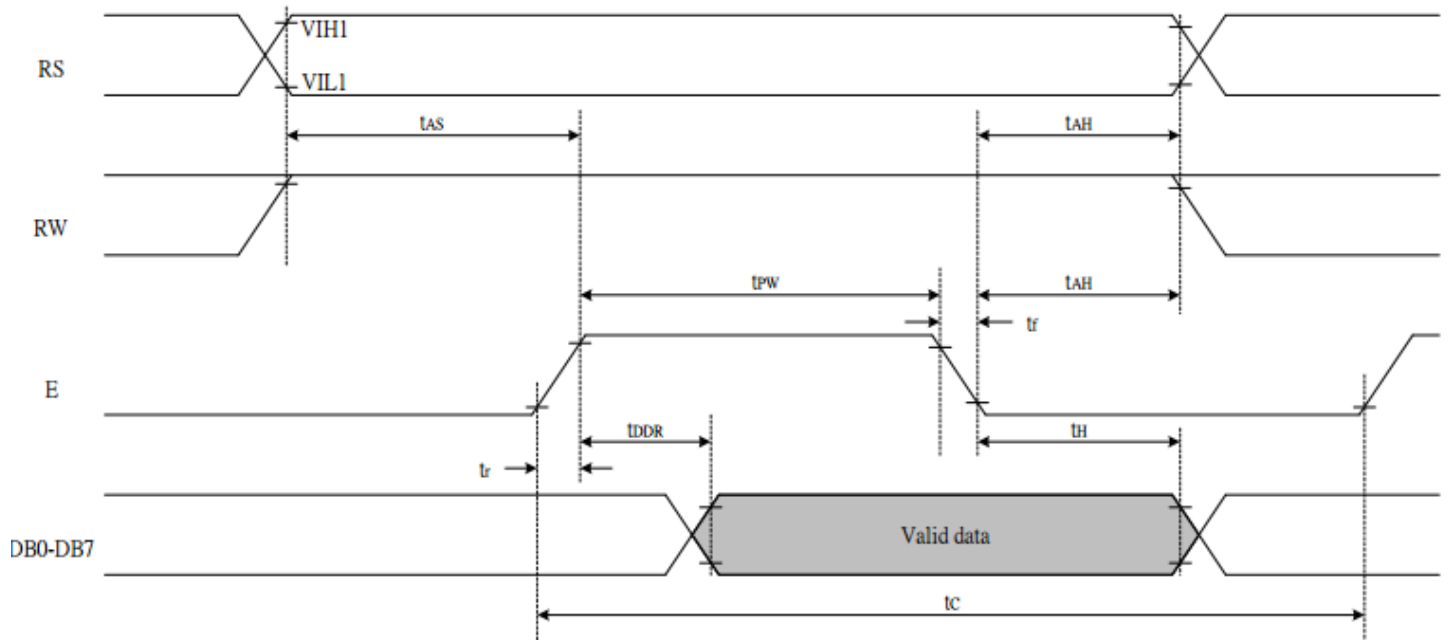 VIH1
RS
VIL1
tAS
tAH
RW
tPW
tAH
tf
E
tDDR
tH
tr
DB0-DB7
Valid data
tC